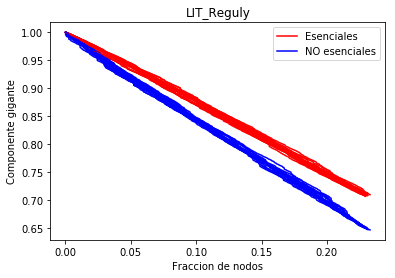 LIT_Reguly
1.00
0.95
0.90
0.85
0.80
0.75
0.70
0.65
Componente gigante
Esenciales
NO esenciales
0.00 0.05 0.10 0.15 0.20
Fraccion de nodos